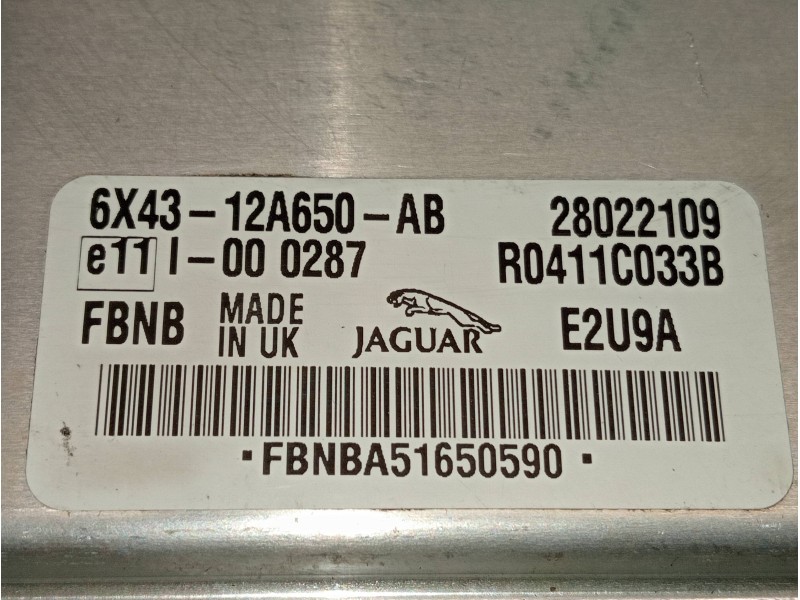 6X43-12A650-AB 28022109
e11 I-00 0287 R0411C033B
FBNB MADE IN UK JAGUAR E2U9A
·FBNBA51650590·